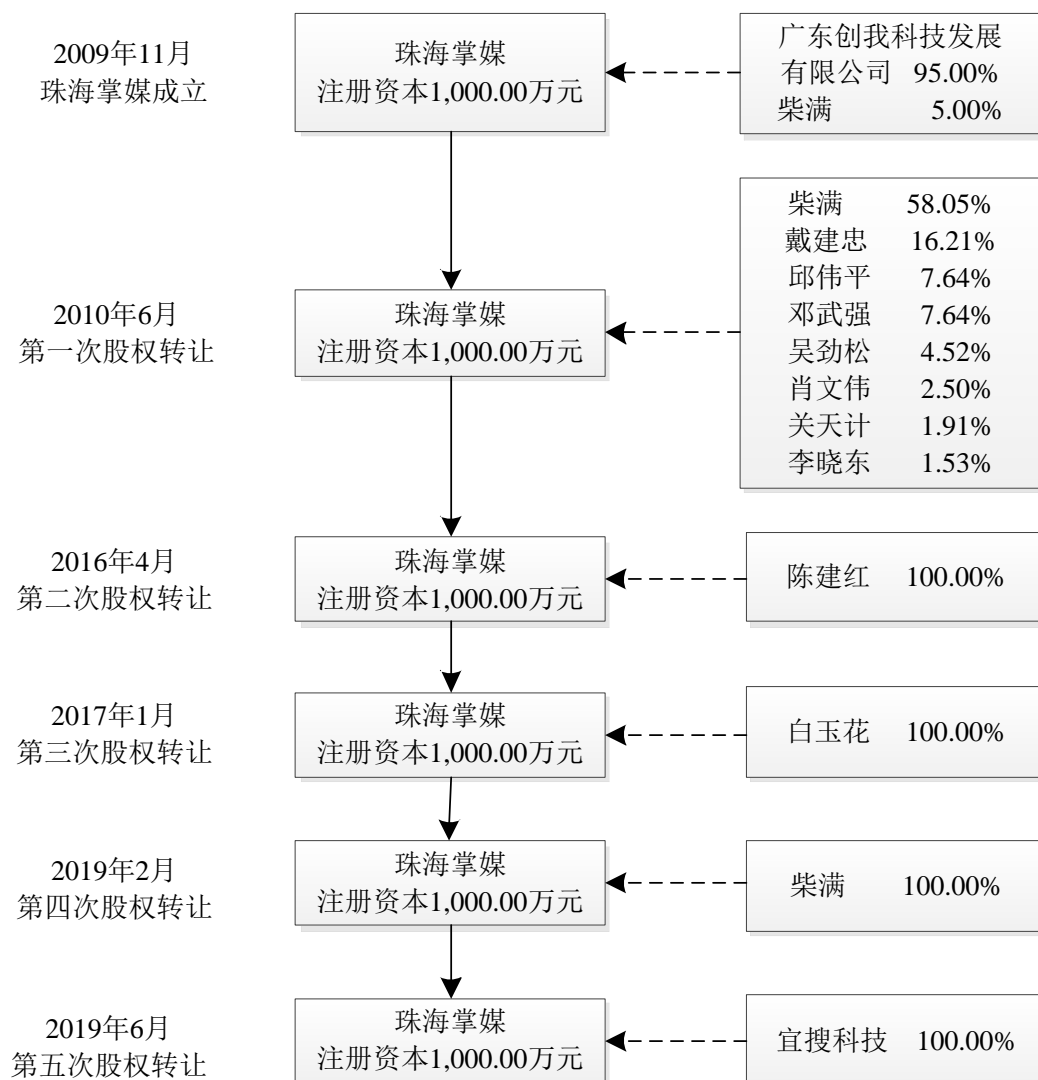 2009年11月
珠海掌媒成立
珠海掌媒
注册资本1,000.00万元
广东创我科技发展
有限公司 95.00%
柴满 5.00%
2010年6月
第一次股权转让
珠海掌媒
注册资本1,000.00万元
柴满 58.05%
戴建忠 16.21%
邱伟平 7.64%
邓武强 7.64%
吴劲松 4.52%
肖文伟 2.50%
关天计 1.91%
李晓东 1.53%
2016年4月
第二次股权转让
珠海掌媒
注册资本1,000.00万元
陈建红 100.00%
2017年1月
第三次股权转让
珠海掌媒
注册资本1,000.00万元
白玉花 100.00%
2019年2月
第四次股权转让
珠海掌媒
注册资本1,000.00万元
柴满 100.00%
2019年6月
第五次股权转让
珠海掌媒
注册资本1,000.00万元
宜搜科技 100.00%